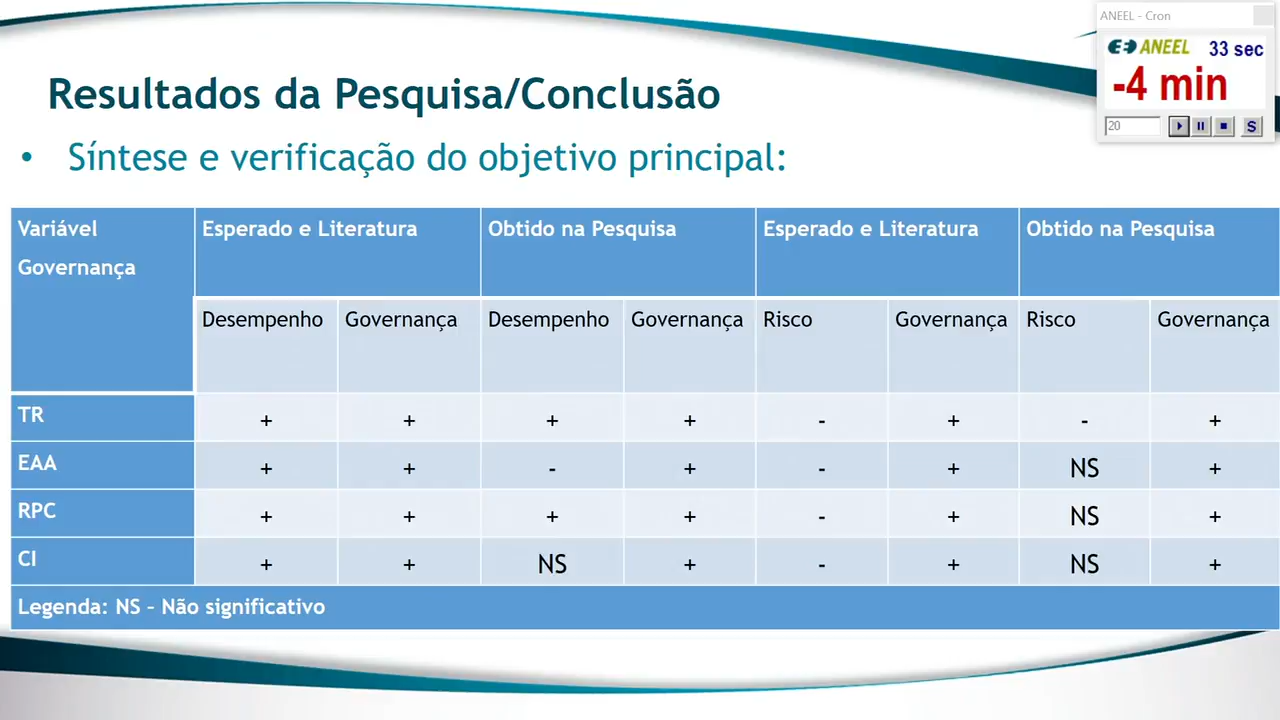 ANEEL - Cron
ANEEL 33 sec
-4 min
20
S
Resultados da Pesquisa/Conclusão
• Síntese e verificação do objetivo principal:
Variável Governança Esperado e Literatura Obtido na Pesquisa Esperado e Literatura Obtido na Pesquisa
Desempenho Governança Desempenho Governança Risco Governança Risco Governança
TR + + + + - + - +
EAA + + - + - + NS +
RPC + + + + - + NS +
CI + + NS + - + NS +
Legenda: NS – Não significativo